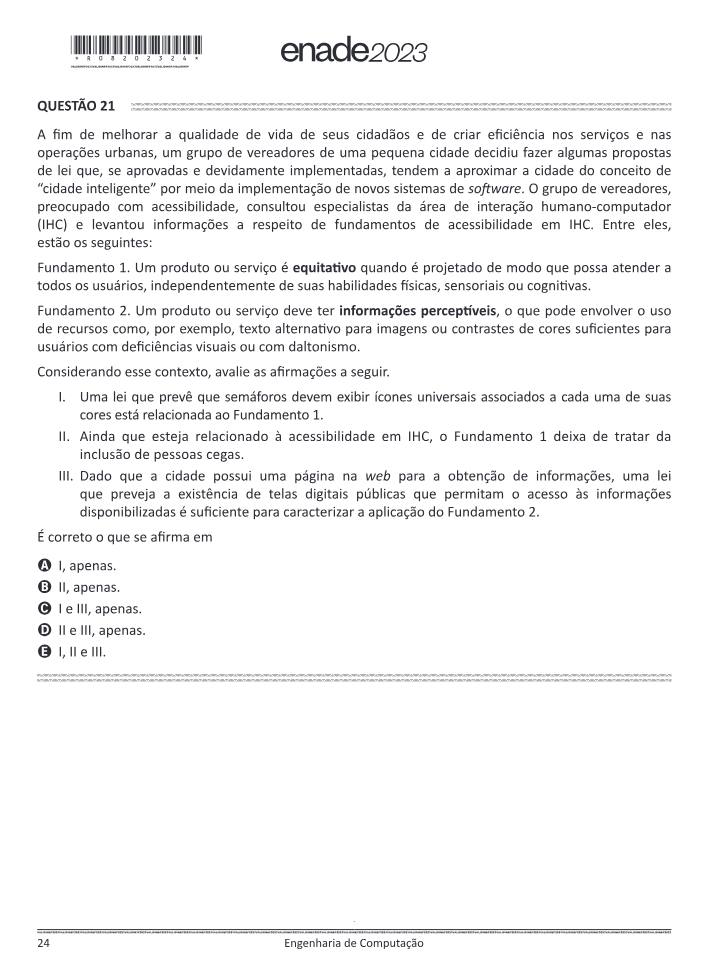 * R 0 8 2 0 2 3 2 4 *
enade2023
QUESTÃO 21
A fim de melhorar a qualidade de vida de seus cidadãos e de criar eficiência nos serviços e nas
operações urbanas, um grupo de vereadores de uma pequena cidade decidiu fazer algumas propostas
de lei que, se aprovadas e devidamente implementadas, tendem a aproximar a cidade do conceito de
“cidade inteligente” por meio da implementação de novos sistemas de software. O grupo de vereadores,
preocupado com acessibilidade, consultou especialistas da área de interação humano-computador
(IHC) e levantou informações a respeito de fundamentos de acessibilidade em IHC. Entre eles,
estão os seguintes:
Fundamento 1. Um produto ou serviço é equitativo quando é projetado de modo que possa atender a
todos os usuários, independentemente de suas habilidades físicas, sensoriais ou cognitivas.
Fundamento 2. Um produto ou serviço deve ter informações perceptíveis, o que pode envolver o uso
de recursos como, por exemplo, texto alternativo para imagens ou contrastes de cores suficientes para
usuários com deficiências visuais ou com daltonismo.
Considerando esse contexto, avalie as afirmações a seguir.
I. Uma lei que prevê que semáforos devem exibir ícones universais associados a cada uma de suas
cores está relacionada ao Fundamento 1.
II. Ainda que esteja relacionado à acessibilidade em IHC, o Fundamento 1 deixa de tratar da
inclusão de pessoas cegas.
III. Dado que a cidade possui uma página na web para a obtenção de informações, uma lei
que preveja a existência de telas digitais públicas que permitam o acesso às informações
disponibilizadas é suficiente para caracterizar a aplicação do Fundamento 2.
É correto o que se afirma em
A I, apenas.
B II, apenas.
C I e III, apenas.
D II e III, apenas.
E I, II e III.
24
Engenharia de Computação